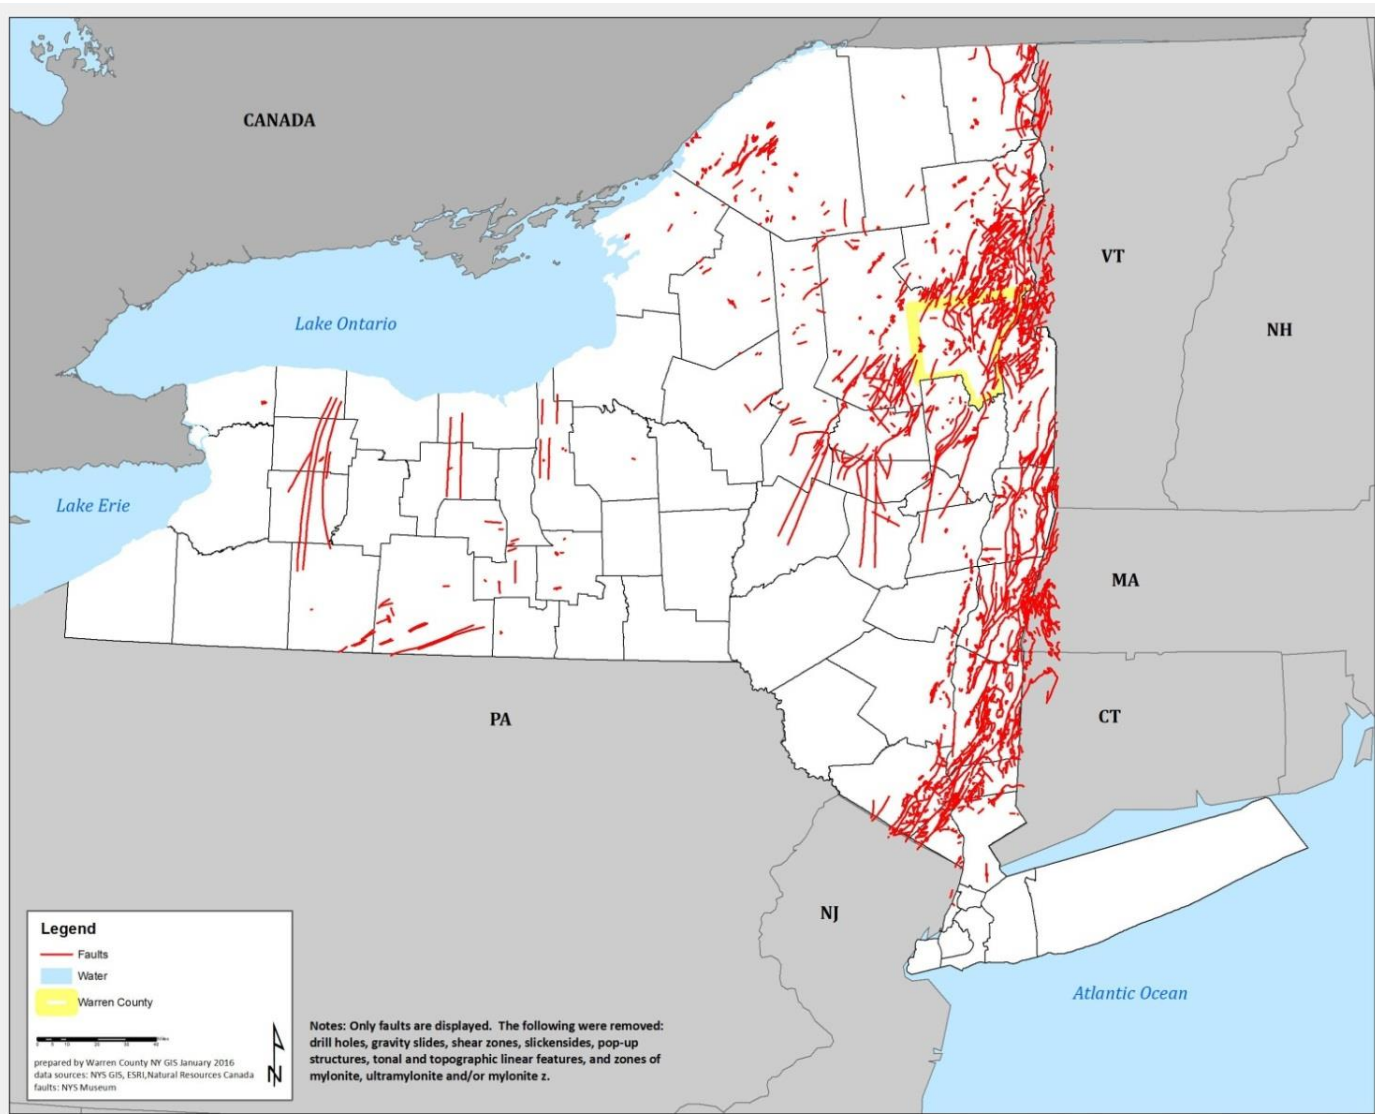 CANADA
VT
NH
Lake Ontario
Lake Erie
MA
CT
PA
NJ
Atlantic Ocean
Legend
Faults
Water
Warren County
prepared by Warren County NY GIS January 2016
data sources: NYS GIS, ESRI,Natural Resources Canada
faults: NYS Museum
N
Notes: Only faults are displayed. The following were removed:
drill holes, gravity slides, shear zones, slickensides, pop-up
structures, tonal and topographic linear features, and zones of
mylonite, ultramylonite and/or mylonite z.